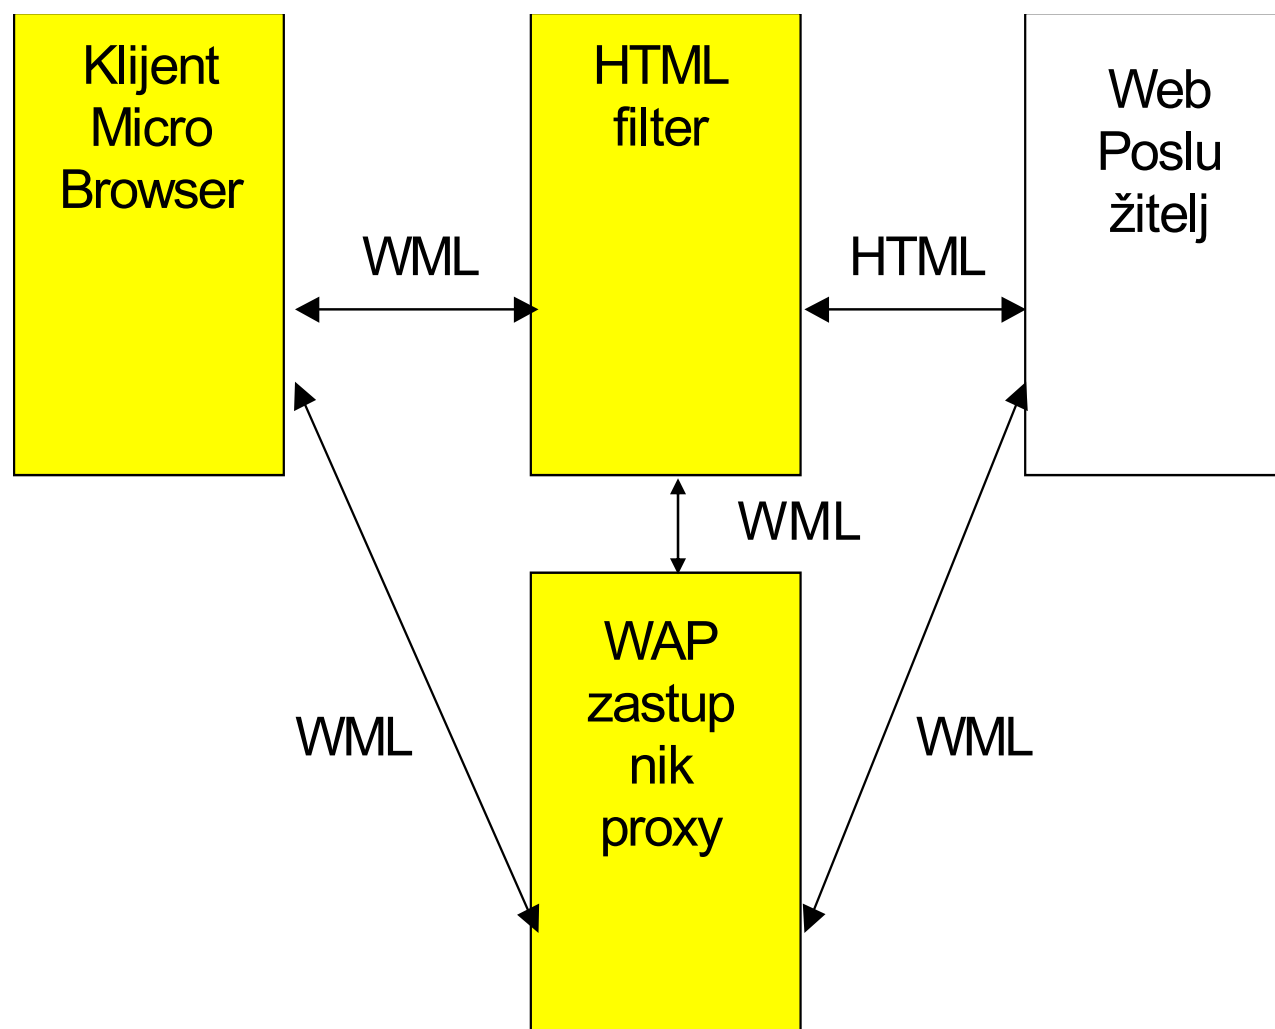 Klijent
Micro
Browser
HTML
filter
Web
Poslu
žitelj
WML
HTML
WML
WAP
zastup
nik
proxy
WML
WML